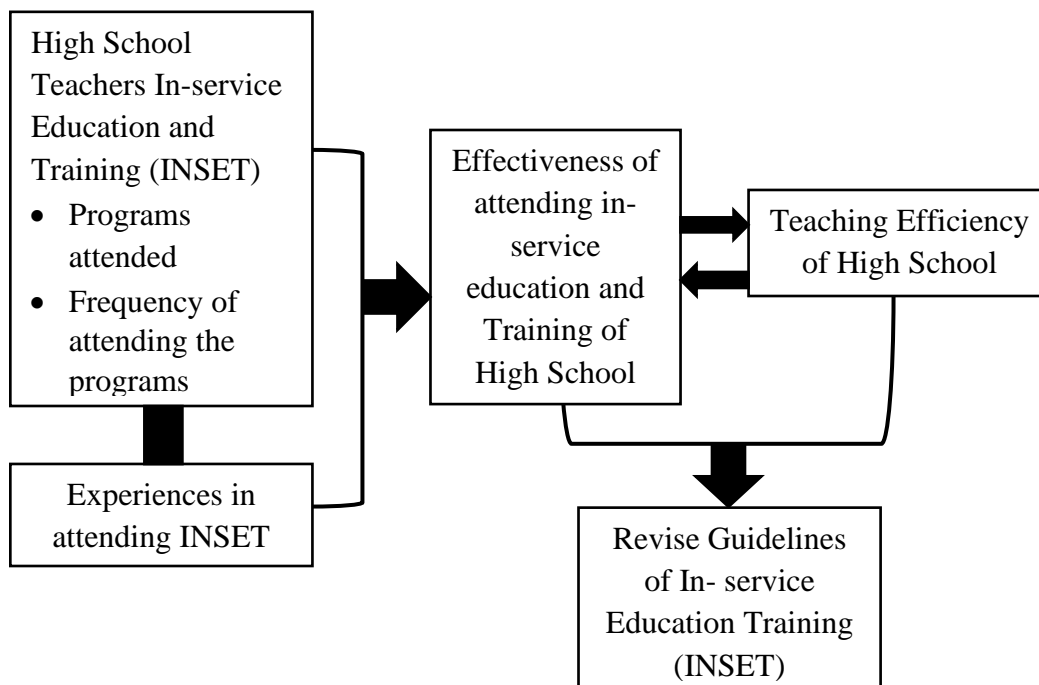 High School
Teachers In-service
Education and
Training (INSET)
• Programs
attended
• Frequency of
attending the
programs
Experiences in
attending INSET
Effectiveness of
attending in-
service
education and
Training of
High School
Teaching Efficiency
of High School
Revise Guidelines
of In- service
Education Training
(INSET)